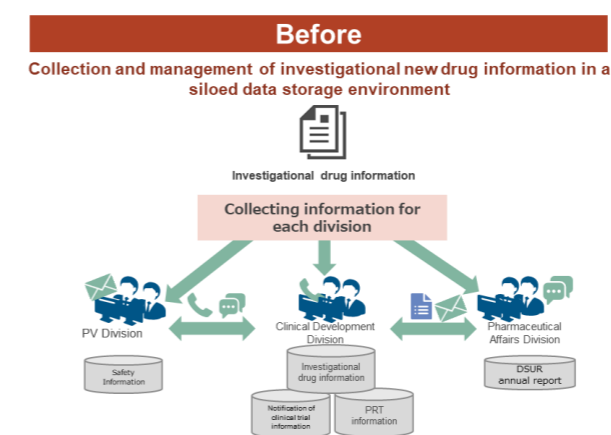 Before
Collection and management of investigational new drug information in a
siloed data storage environment
Investigational drug information
Collecting information for
each division
PV Division
Clinical Development
Division
Pharmaceutical
Affairs Division
Safety
Information
Investigational
drug information
DSUR
annual report
Notification of
clinical trial
information
PRT
information